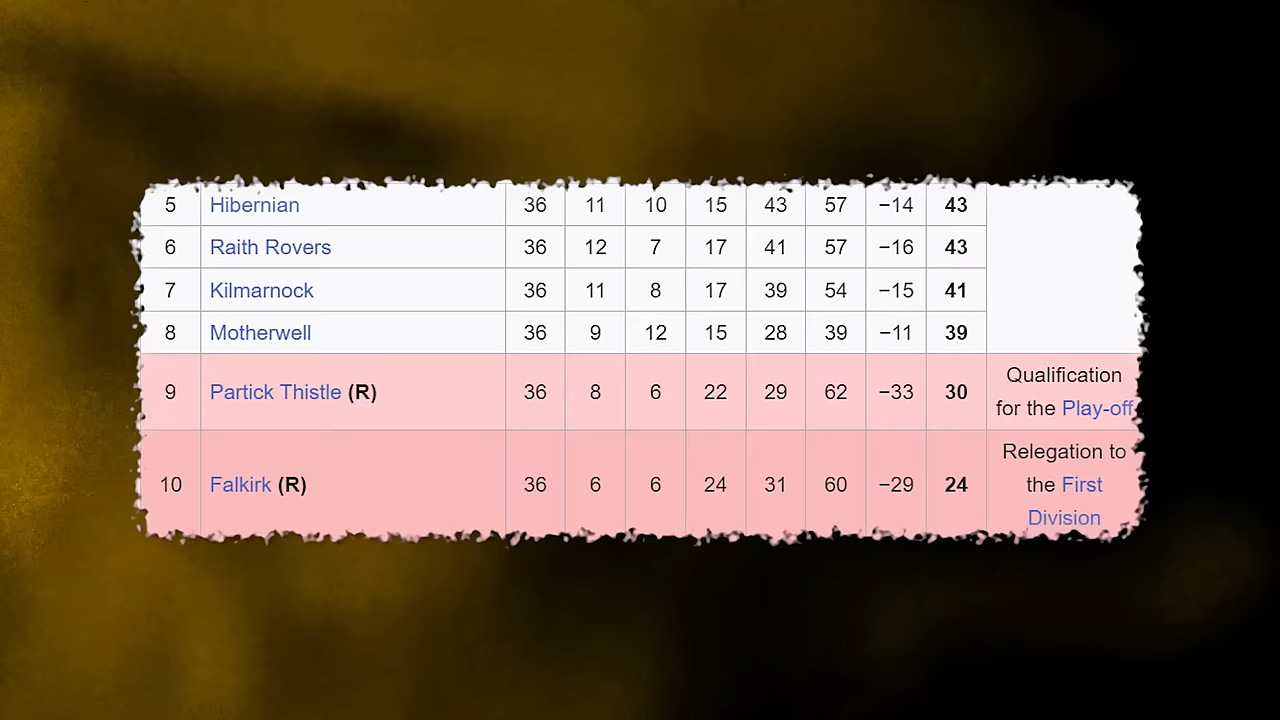 5 Hibernian 36 11 10 15 43 57 −14 43
6 Raith Rovers 36 12 7 17 41 57 −16 43
7 Kilmarnock 36 11 8 17 39 54 −15 41
8 Motherwell 36 9 12 15 28 39 −11 39
9 Partick Thistle (R) 36 8 6 22 29 62 −33 30 Qualification
for the Play-off
10 Falkirk (R) 36 6 6 24 31 60 −29 24 Relegation to
the First
Division